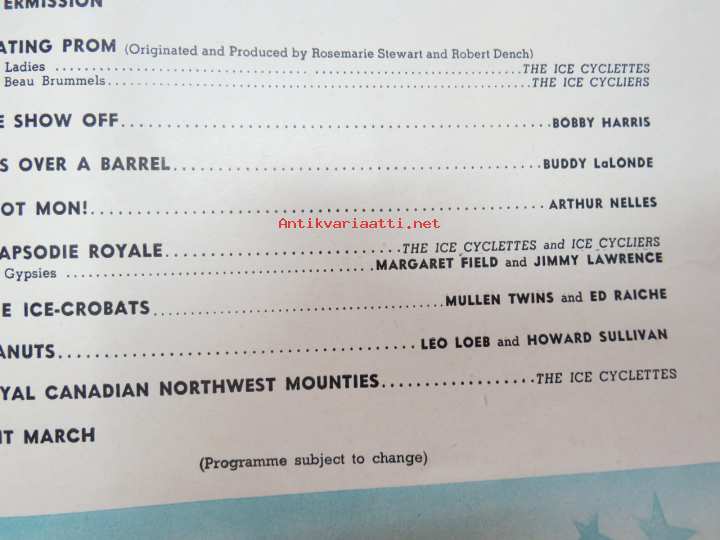 TERMISSION
ATING PROM (Originated and Produced by Rosemarie Stewart and Robert Dench)
Ladies ........................................ THE ICE CYCLETTES
Beau Brummels ........................................ THE ICE CYCLIERS
E SHOW OFF ........................................ BOBBY HARRIS
S OVER A BARREL ........................................ BUDDY LaLONDE
OT MON! ........................................ ARTHUR NELLES
Antikvariaatti.net
APSODIE ROYALE ........................................ THE ICE CYCLETTES and ICE CYCLIERS
Gypsies ........................................ MARGARET FIELD and JIMMY LAWRENCE
E ICE-CROBATS ........................................ MULLEN TWINS and ED RAICHE
ANUTS ........................................ LEO LOEB and HOWARD SULLIVAN
YAL CANADIAN NORTHWEST MOUNTIES .................. THE ICE CYCLETTES
IT MARCH
(Programme subject to change)